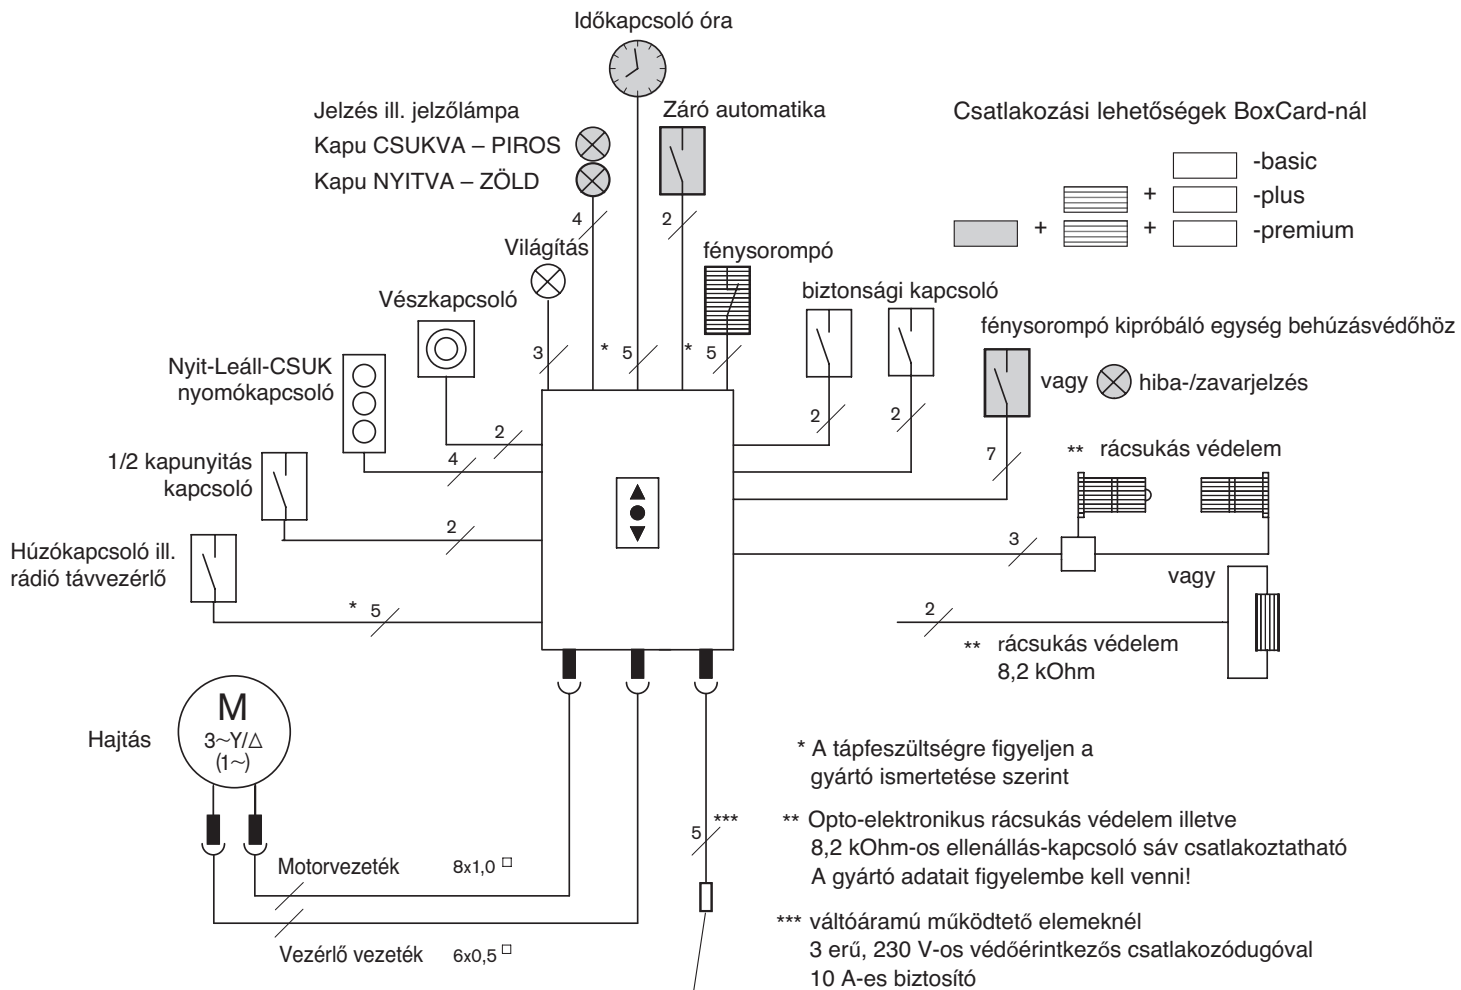 Időkapcsoló óra
Jelzés ill. jelzőlámpa
Kapu CSUKVA – PIROS
Kapu NYITVA – ZÖLD
Záró automatika
Csatlakozási lehetőségek BoxCard-nál
-basic
+ -plus
+ + -premium
4
2
Világítás
fénysorompó
Vészkapcsoló
biztonsági kapcsoló
fénysorompó kipróbáló egység behúzásvédőhöz
3
*
5
*
5
Nyit-Leáll-CSUK
nyomókapcsoló
vagy
hiba-/zavarjelzés
2
4
2
2
7
1/2 kapunyitás
kapcsoló
** rácsukás védelem
2
3
Húzókapcsoló ill.
rádió távvezérlő
vagy
* 5
2
** rácsukás védelem
8,2 kOhm
Hajtás
M
3~Y/△
(1~)
* A tápfeszültségre figyeljen a
gyártó ismertetése szerint
5
***
** Opto-elektronikus rácsukás védelem illetve
8,2 kOhm-os ellenállás-kapcsoló sáv csatlakoztatható
A gyártó adatait figyelembe kell venni!
Motorvezeték 8x1,0 □
*** váltóáramú működtető elemeknél
3 erű, 230 V-os védőérintkezős csatlakozódugóval
10 A-es biztosító
Vezérlő vezeték 6x0,5 □